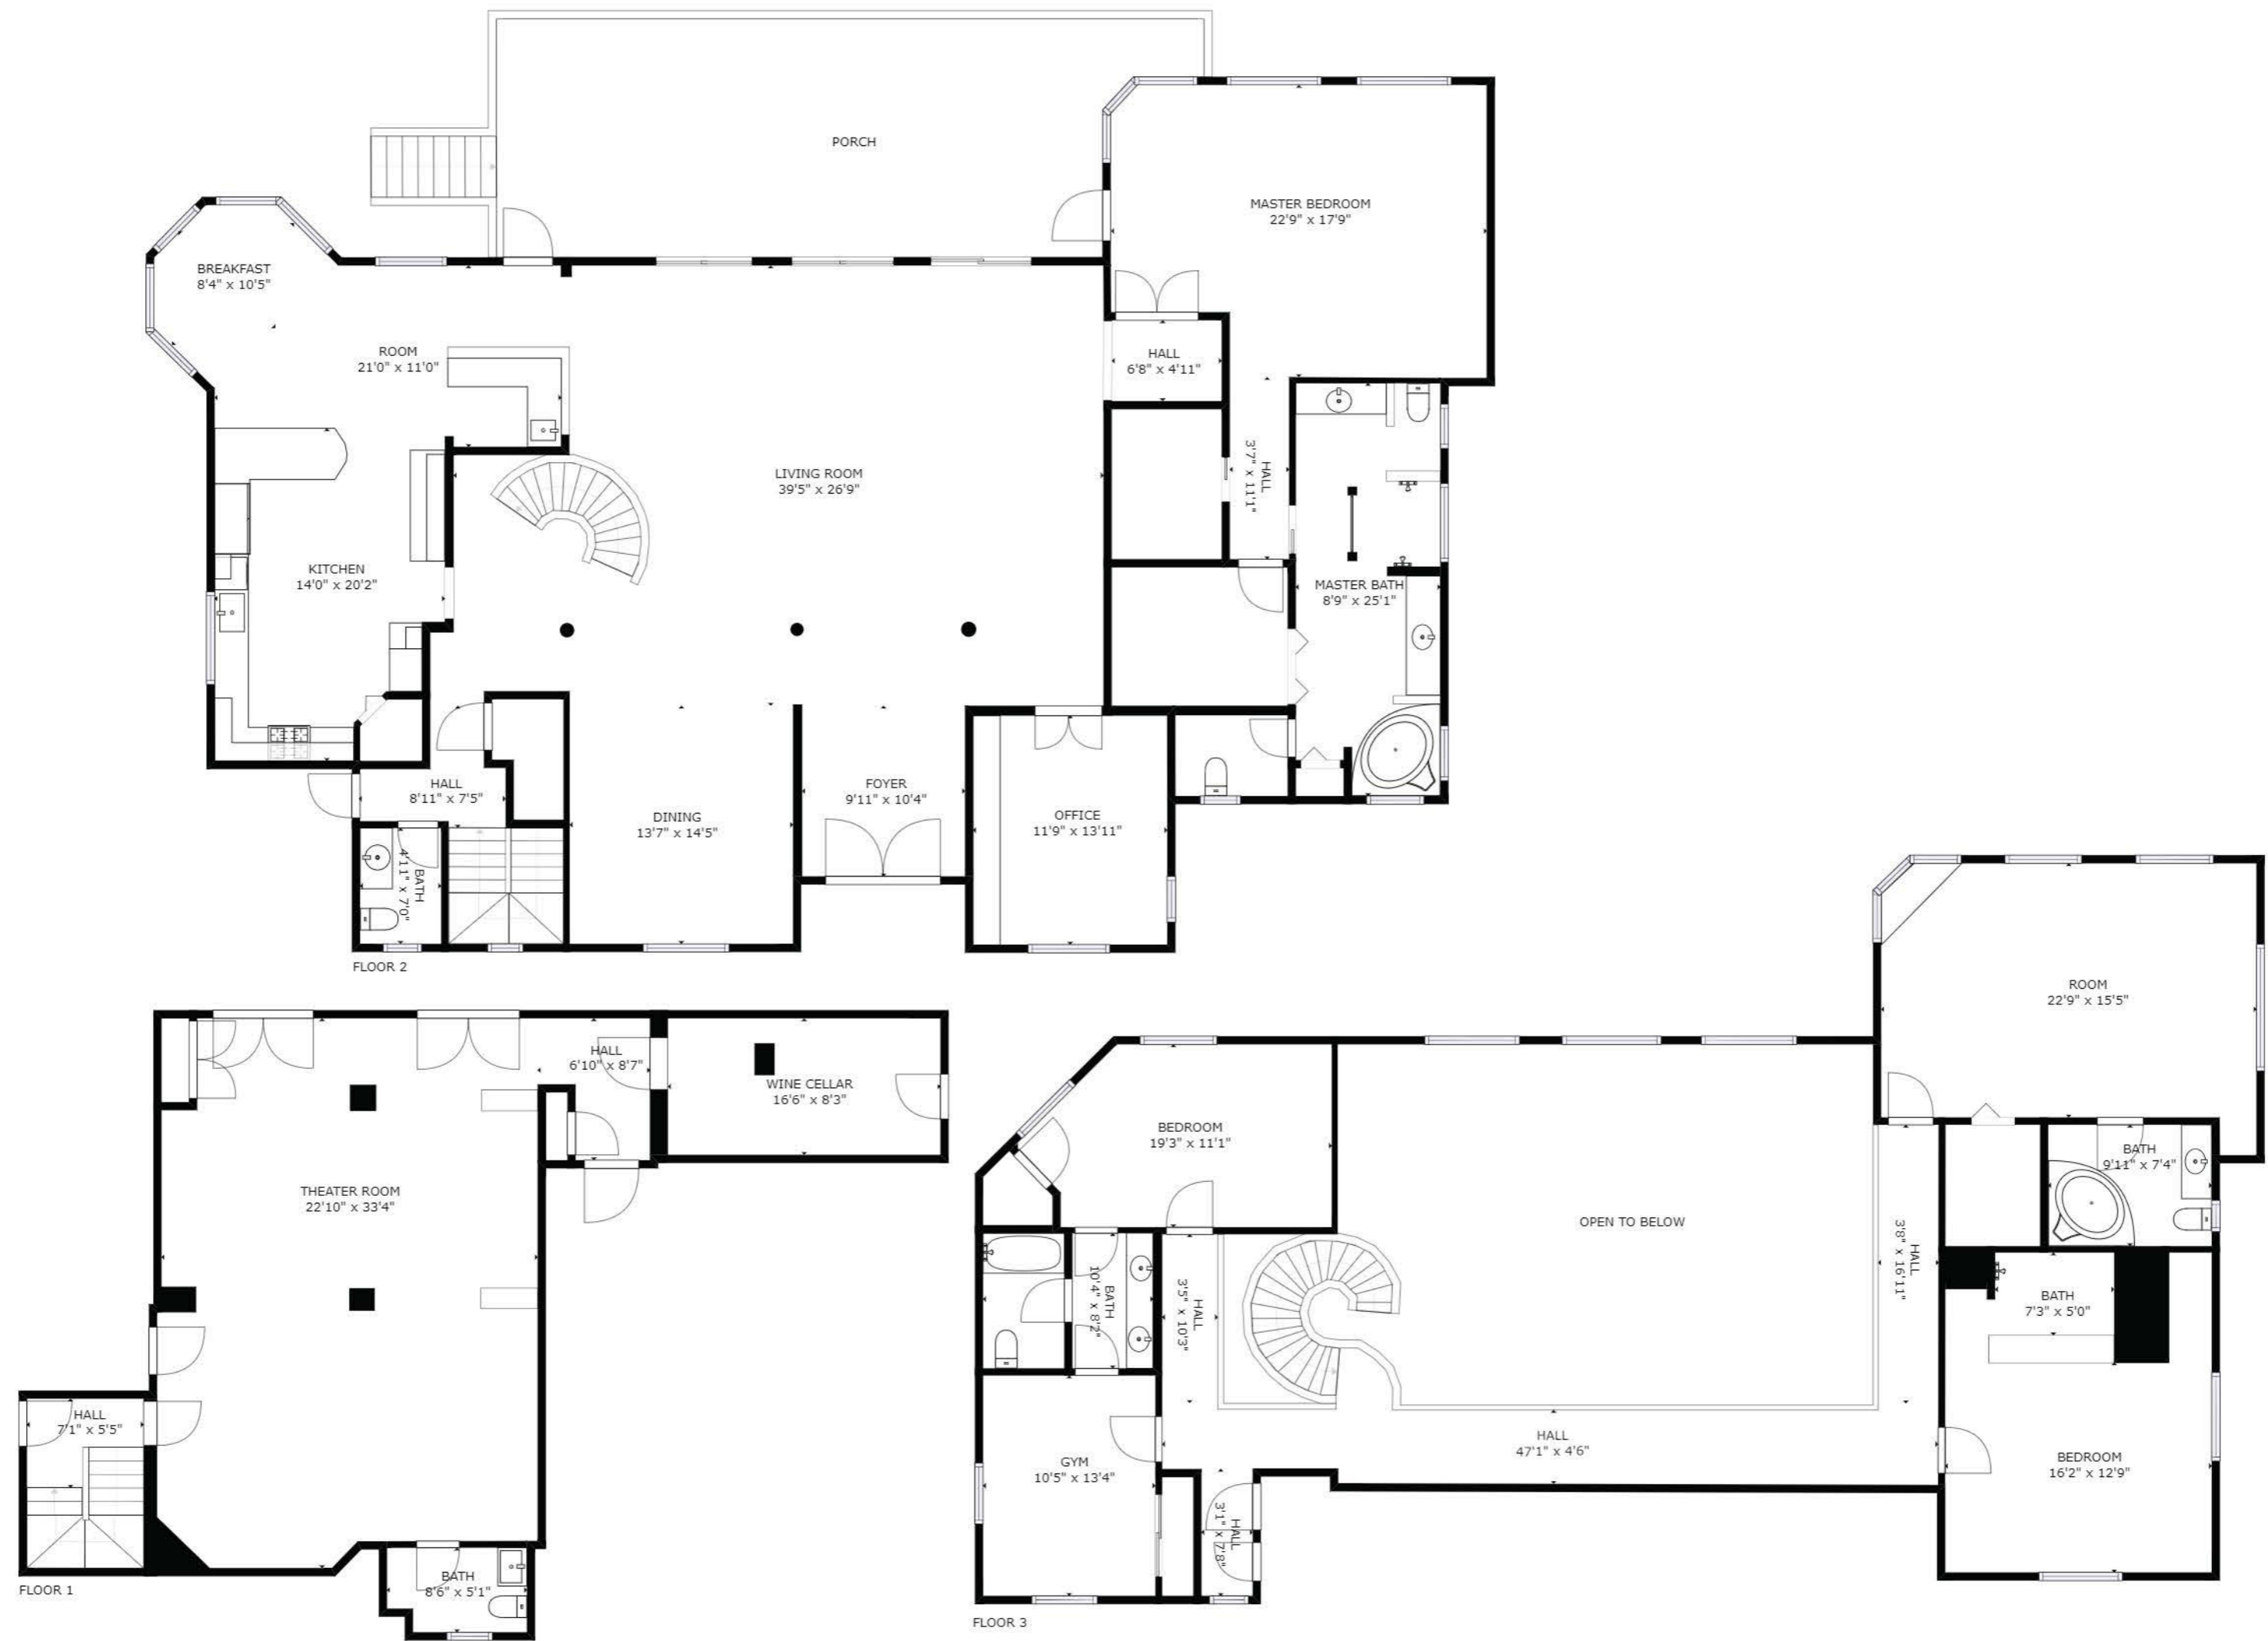 PORCH
MASTER BEDROOM
22'9" x 17'9"
BREAKFAST
8'4" x 10'5"
ROOM
21'0" x 11'0"
HALL
6'8" x 4'11"
LIVING ROOM
39'5" x 26'9"
HALL
3'7" x 11'1"
KITCHEN
14'0" x 20'2"
MASTER BATH
8'9" x 25'1"
HALL
8'11" x 7'5"
FOYER
9'11" x 10'4"
DINING
13'7" x 14'5"
OFFICE
11'9" x 13'11"
BATH
4'11" x 7'0"
FLOOR 2
HALL
6'10" x 8'7"
WINE CELLAR
16'6" x 8'3"
THEATER ROOM
22'10" x 33'4"
HALL
7'1" x 5'5"
BATH
8'6" x 5'1"
FLOOR 1
ROOM
22'9" x 15'5"
BEDROOM
19'3" x 11'1"
BATH
9'11" x 7'4"
OPEN TO BELOW
HALL
3'8" x 16'11"
BATH
10'4" x 8'2"
HALL
3'5" x 10'3"
BATH
7'3" x 5'0"
HALL
47'1" x 4'6"
GYM
10'5" x 13'4"
BEDROOM
16'2" x 12'9"
HALL
3'1" x 7'8"
FLOOR 3